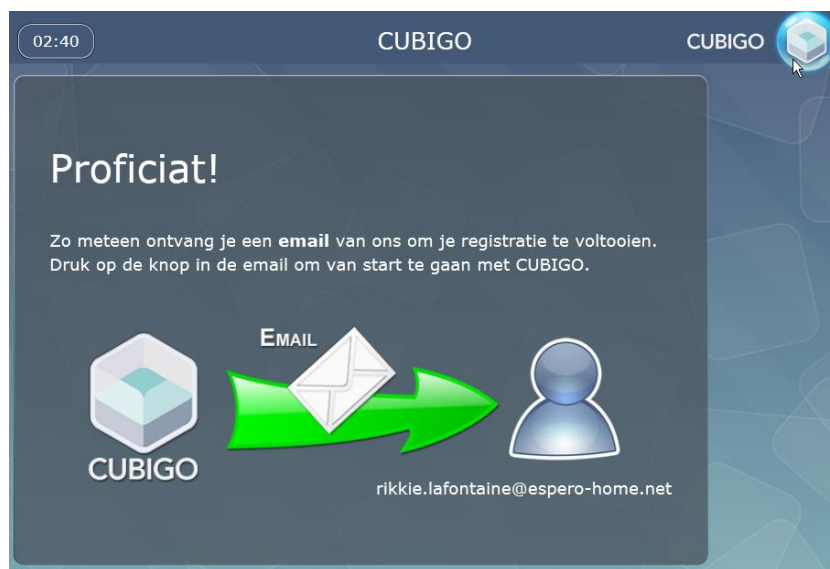 02:40
CUBIGO
CUBIGO
Proficiat!
Zo meteen ontvang je een email van ons om je registratie te voltooien.
Druk op de knop in de email om van start te gaan met CUBIGO.
EMAIL
CUBIGO
rikkie.lafontaine@espero-home.net